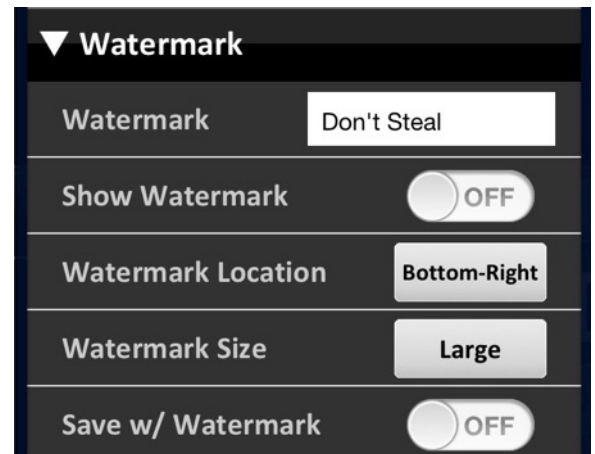 ▼ Watermark
Watermark Don't Steal
Show Watermark OFF
Watermark Location Bottom-Right
Watermark Size Large
Save w/ Watermark OFF